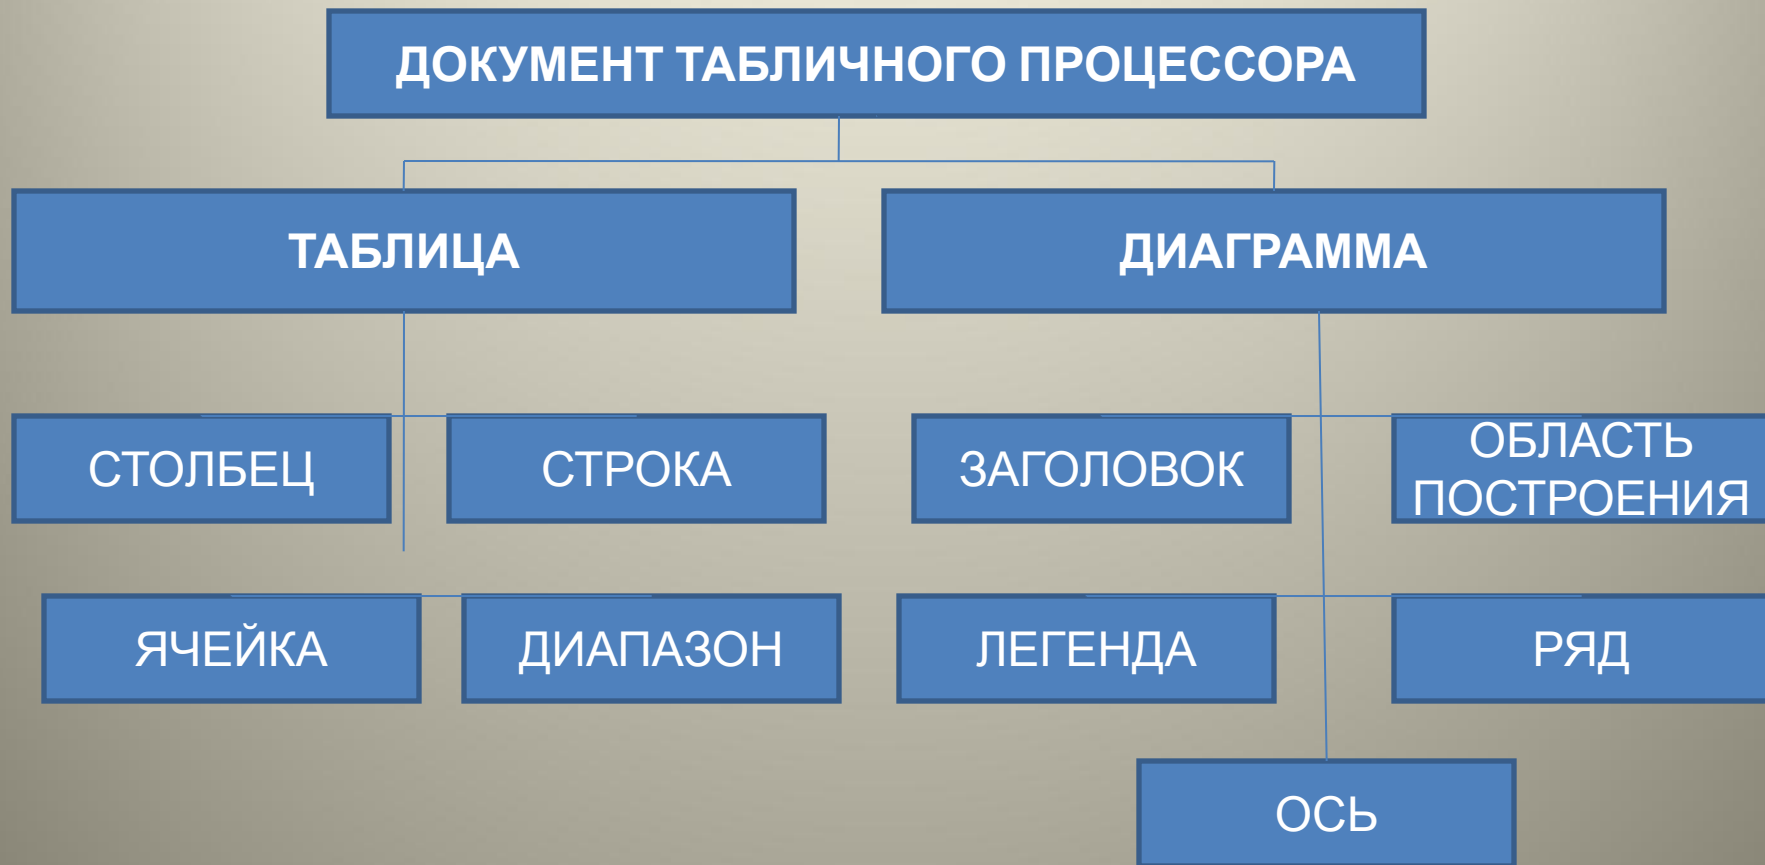 ДОКУМЕНТ ТАБЛИЧНОГО ПРОЦЕССОРА
ТАБЛИЦА
ДИАГРАММА
СТОЛБЕЦ
СТРОКА
ЗАГОЛОВОК
ОБЛАСТЬ
ПОСТРОЕНИЯ
ЯЧЕЙКА
ДИАПАЗОН
ЛЕГЕНДА
РЯД
ОСЬ